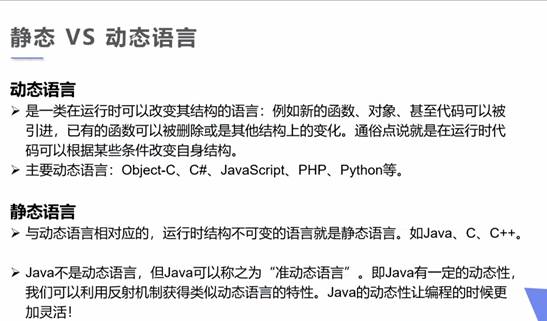 静态 VS 动态语言
动态语言
➢ 是一类在运行时可以改变其结构的语言：例如新的函数、对象、甚至代码可以被
引进，已有的函数可以被删除或是其他结构上的变化。通俗点说就是在运行时代
码可以根据某些条件改变自身结构。
➢ 主要动态语言：Object-C、C#、JavaScript、PHP、Python等。
静态语言
➢ 与动态语言相对应的，运行时结构不可变的语言就是静态语言。如Java、C、C++。
➢ Java不是动态语言，但Java可以称之为“准动态语言”。即Java有一定的动态性，
我们可以利用反射机制获得类似动态语言的特性。Java的动态性让编程的时候更
加灵活！